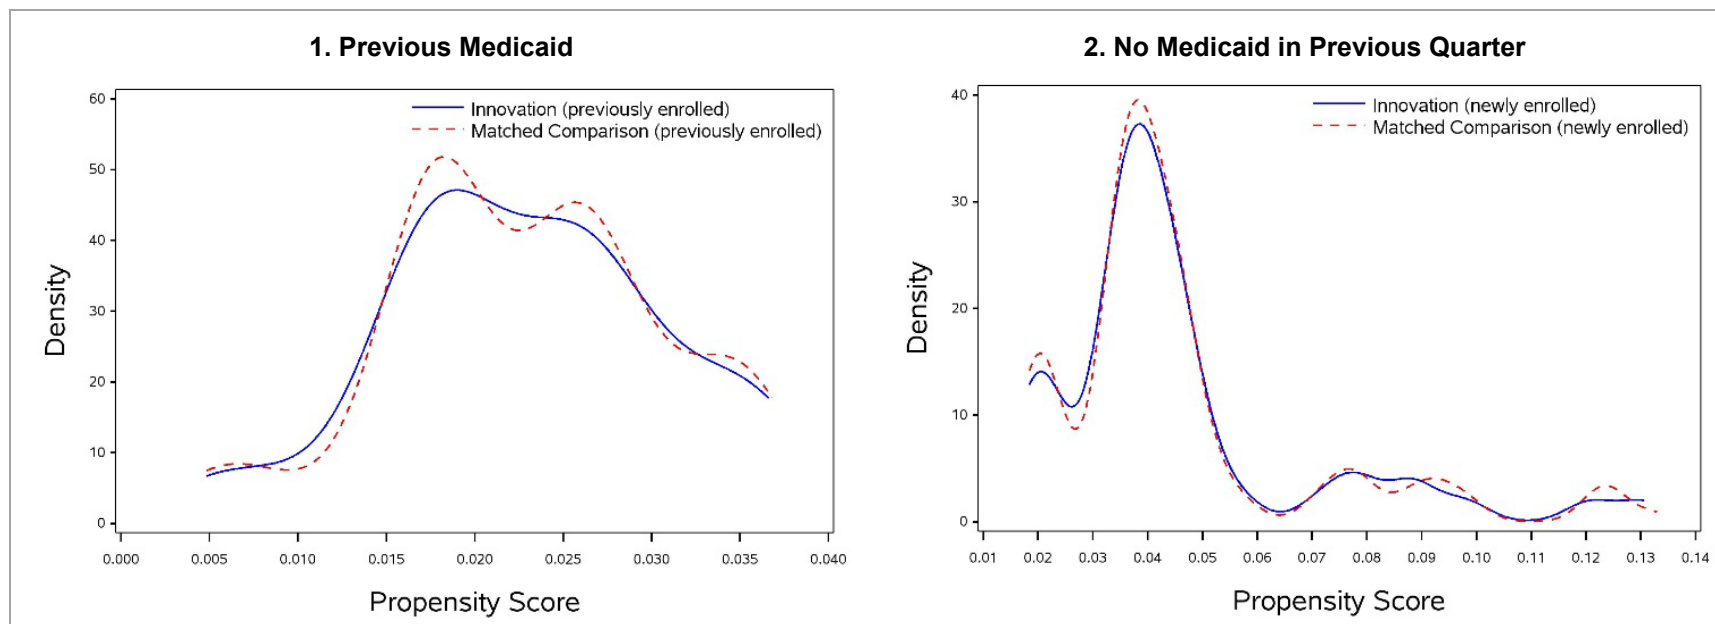 1. Previous Medicaid
60
50
40
30
20
10
0
Density
Innovation (previously enrolled)
Matched Comparison (previously enrolled)
0.000 0.005 0.010 0.015 0.020 0.025 0.030 0.035 0.040
Propensity Score
2. No Medicaid in Previous Quarter
40
30
20
10
0
Density
Innovation (newly enrolled)
Matched Comparison (newly enrolled)
0.01 0.02 0.03 0.04 0.05 0.06 0.07 0.08 0.09 0.10 0.11 0.12 0.13 0.14
Propensity Score